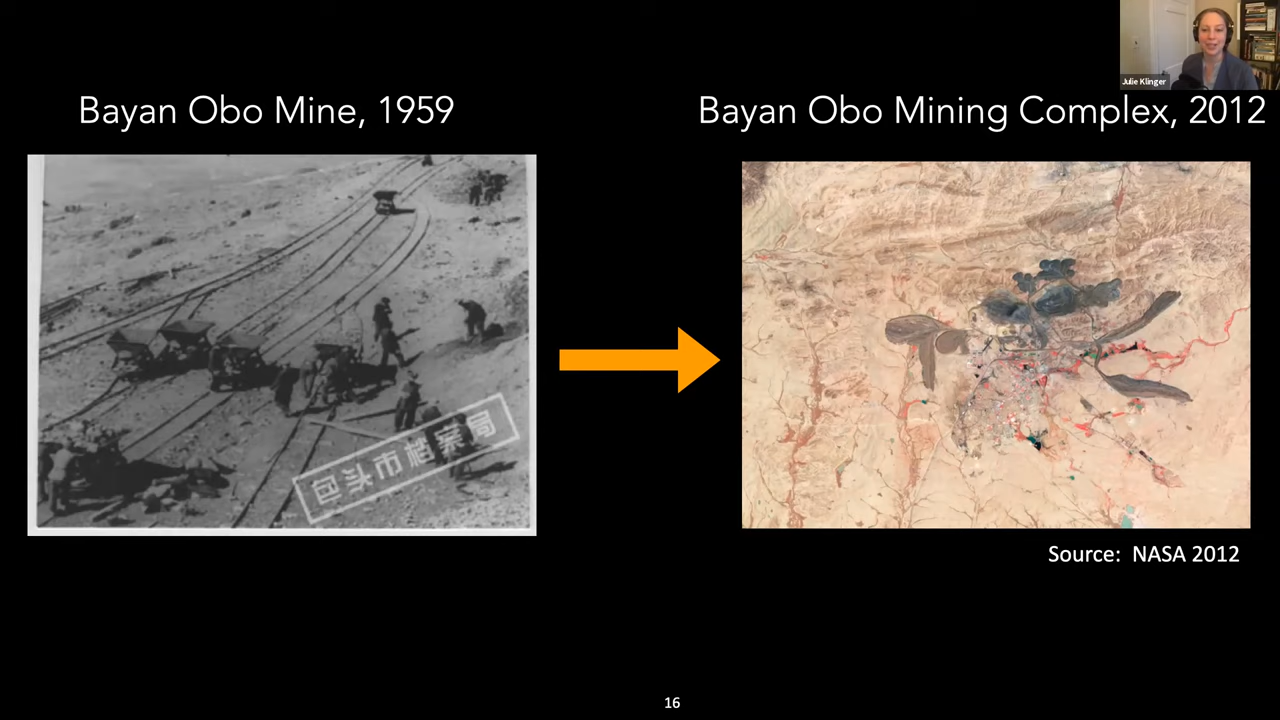 Julie Klinger
Bayan Obo Mine, 1959
Bayan Obo Mining Complex, 2012
包头市档案局
Source: NASA 2012
16